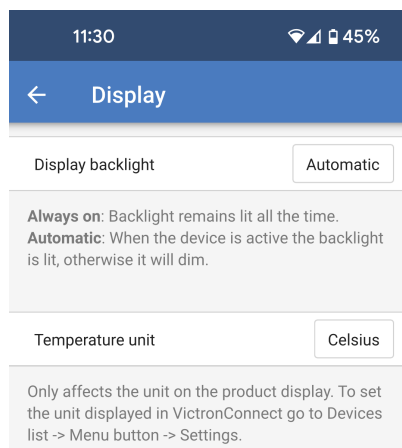 11:30
45%
Display
Display backlight
Automatic
Always on: Backlight remains lit all the time.
Automatic: When the device is active the backlight
is lit, otherwise it will dim.
Temperature unit
Celsius
Only affects the unit on the product display. To set
the unit displayed in VictronConnect go to Devices
list -> Menu button -> Settings.